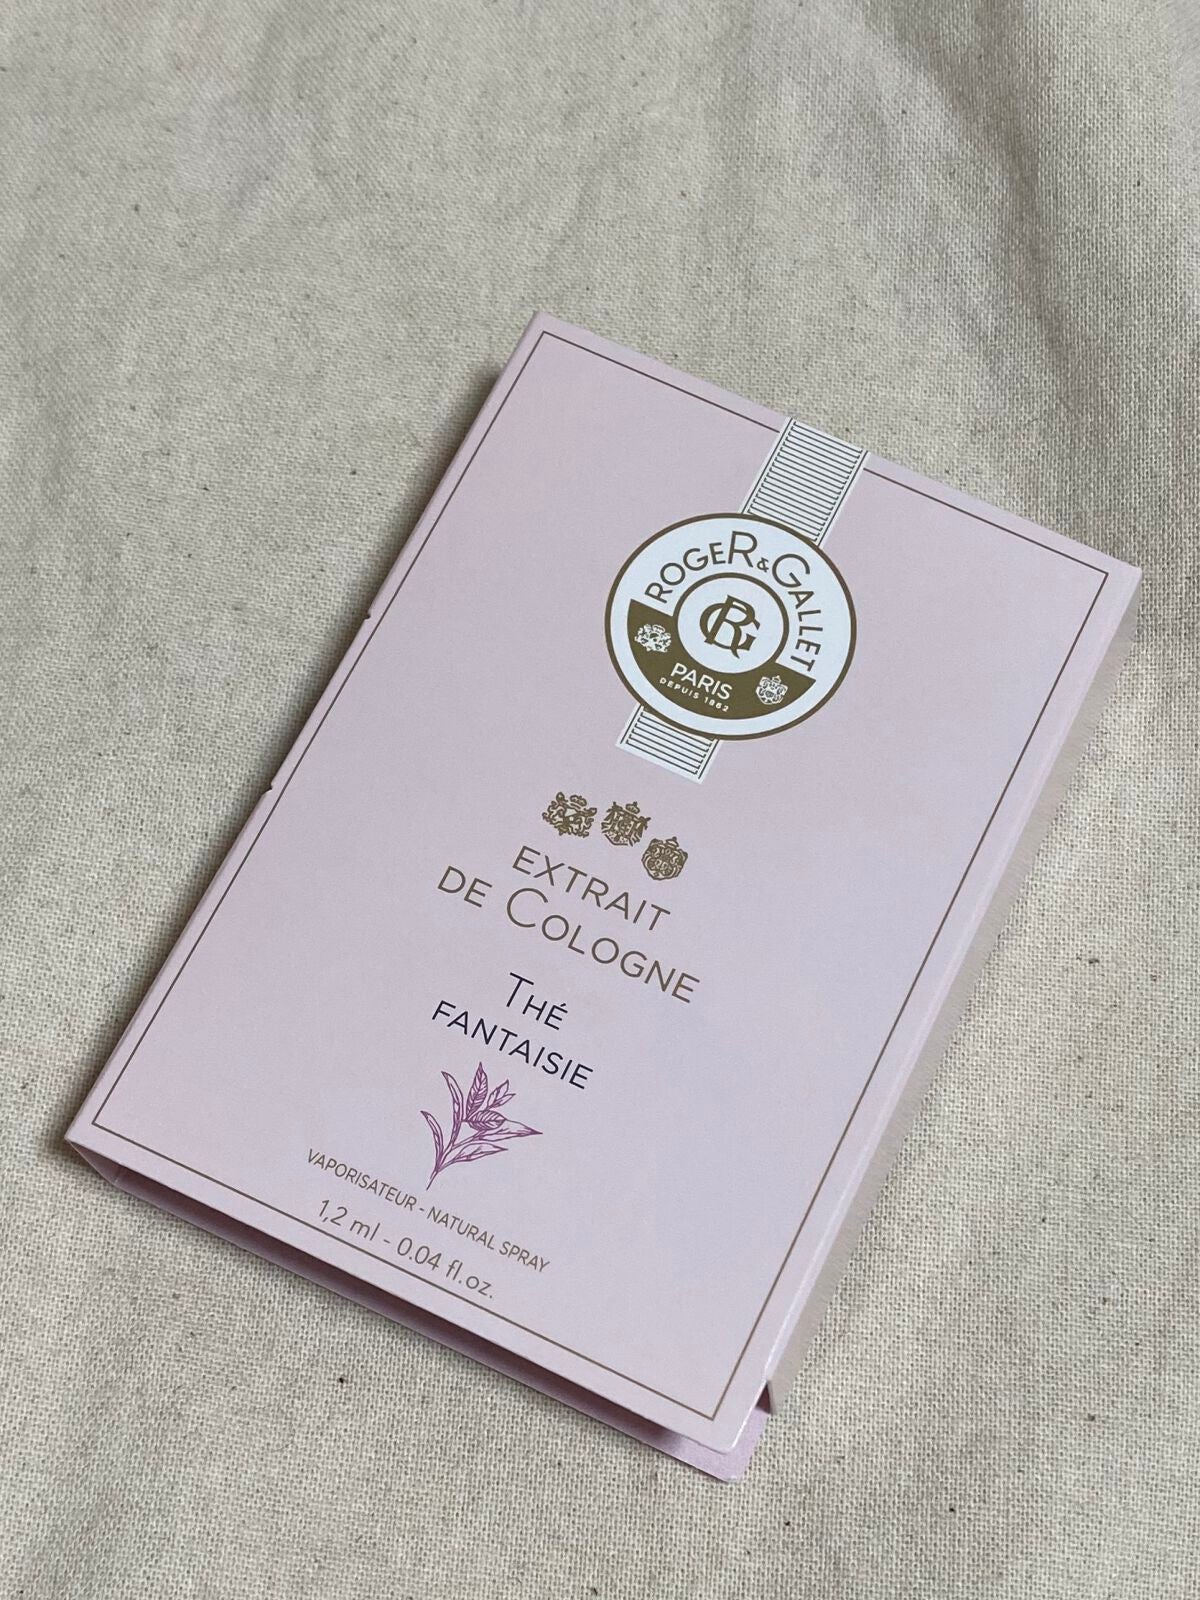 ROGER & GALLET
RG
PARIS
DEPUIS 1862
EXTRAIT
DE COLOGNE
THÉ
FANTAISIE
VAPORISATEUR - NATURAL SPRAY
1,2 ml - 0.04 fl.oz.